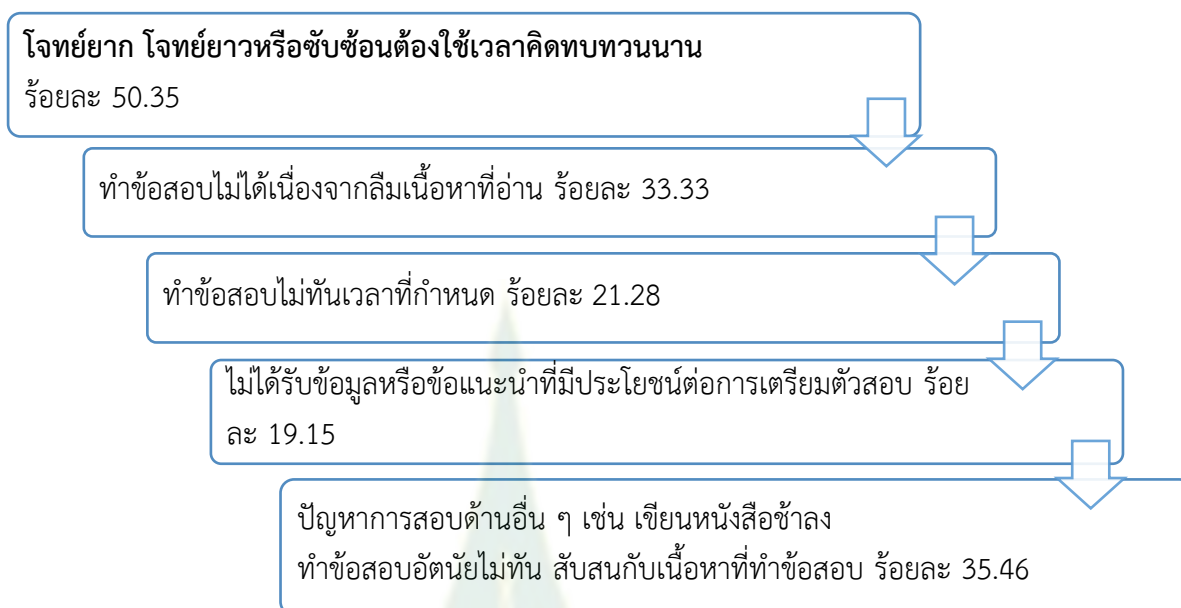 โจทย์ยาก โจทย์ยาวหรือซับซ้อนต้องใช้เวลาคิดทบทวนนาน
ร้อยละ 50.35
ทำข้อสอบไม่ได้เนื่องจากลืมเนื้อหาที่อ่าน ร้อยละ 33.33
ทำข้อสอบไม่ทันเวลาที่กำหนด ร้อยละ 21.28
ไม่ได้รับข้อมูลหรือข้อแนะนำที่มีประโยชน์ต่อการเตรียมตัวสอบ ร้อย
ละ 19.15
ปัญหาการสอบด้านอื่น ๆ เช่น เขียนหนังสือช้าลง
ทำข้อสอบอัตนัยไม่ทัน สับสนกับเนื้อหาที่ทำข้อสอบ ร้อยละ 35.46